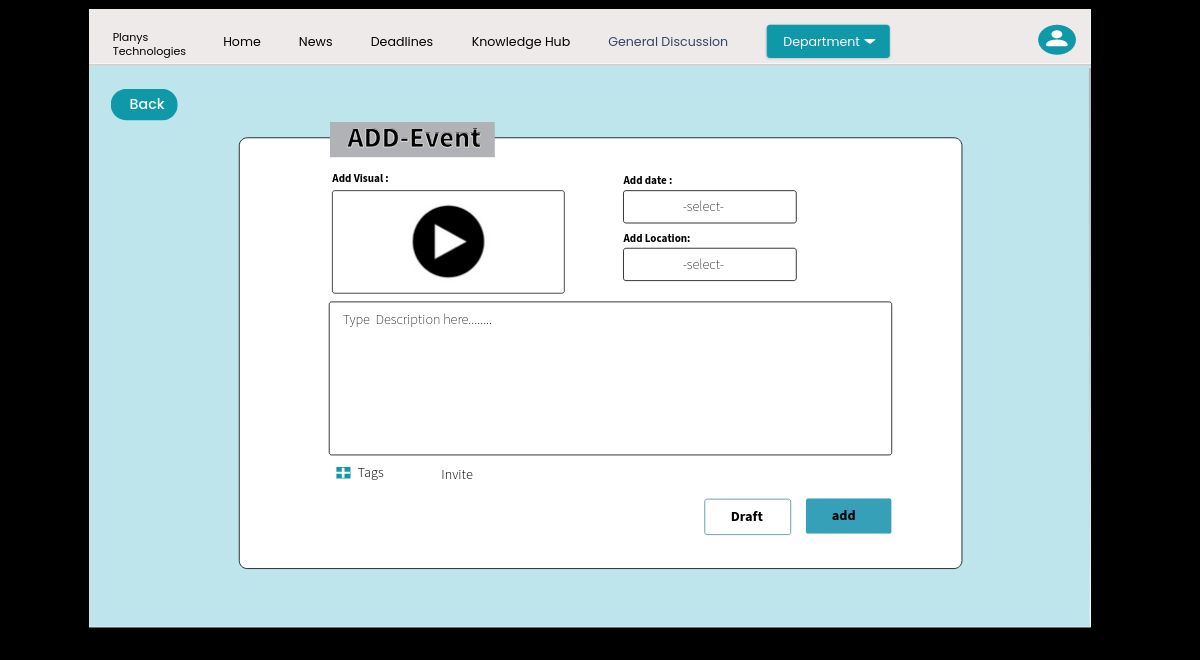 Planys
Technologies
Home News Deadlines Knowledge Hub General Discussion Department
Back
ADD-Event
Add Visual :
Add date :
-select-
Add Location:
-select-
Type Description here........
Tags Invite
Draft add